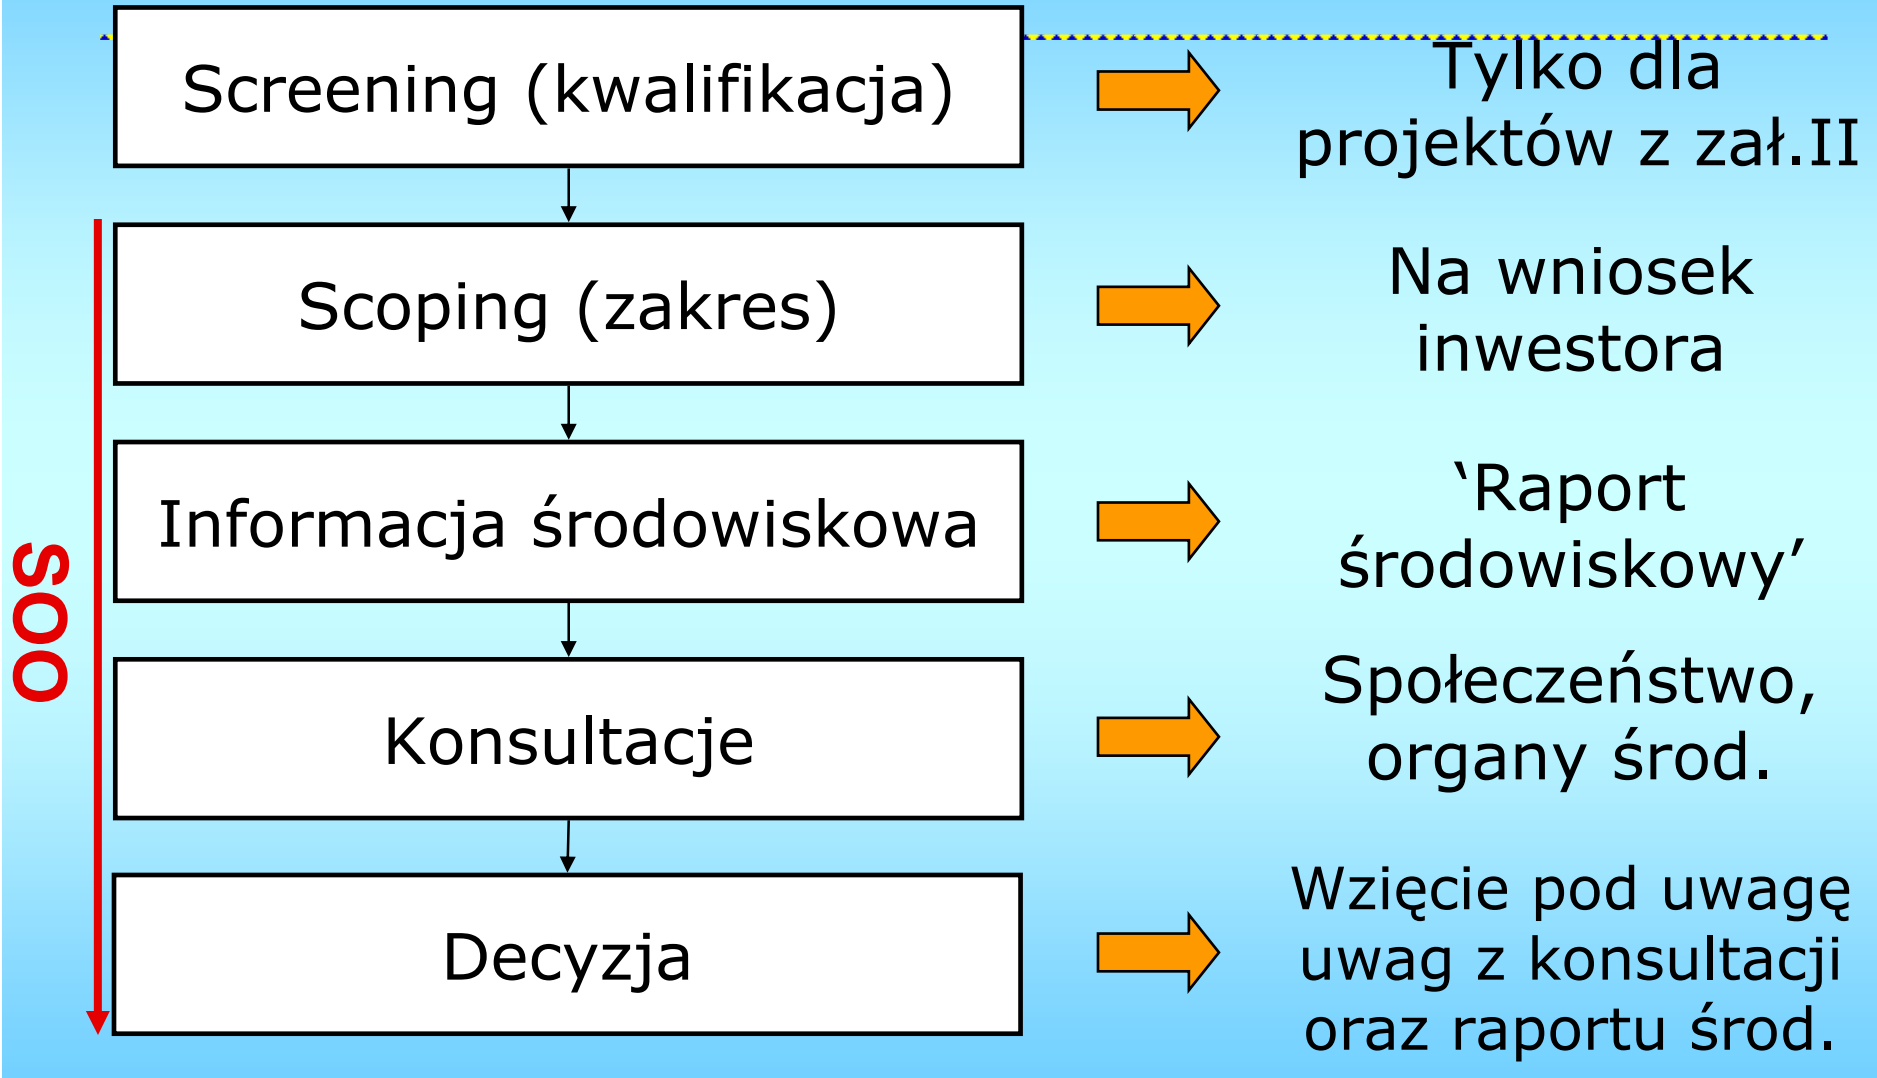 Screening (kwalifikacja)
Tylko dla
projektów z zał.II
Scoping (zakres)
Na wniosek
inwestora
Informacja środowiskowa
‘Raport
środowiskowy’
Konsultacje
Społeczeństwo,
organy środ.
Decyzja
Wzięcie pod uwagę
uwag z konsultacji
oraz raportu środ.
OOS